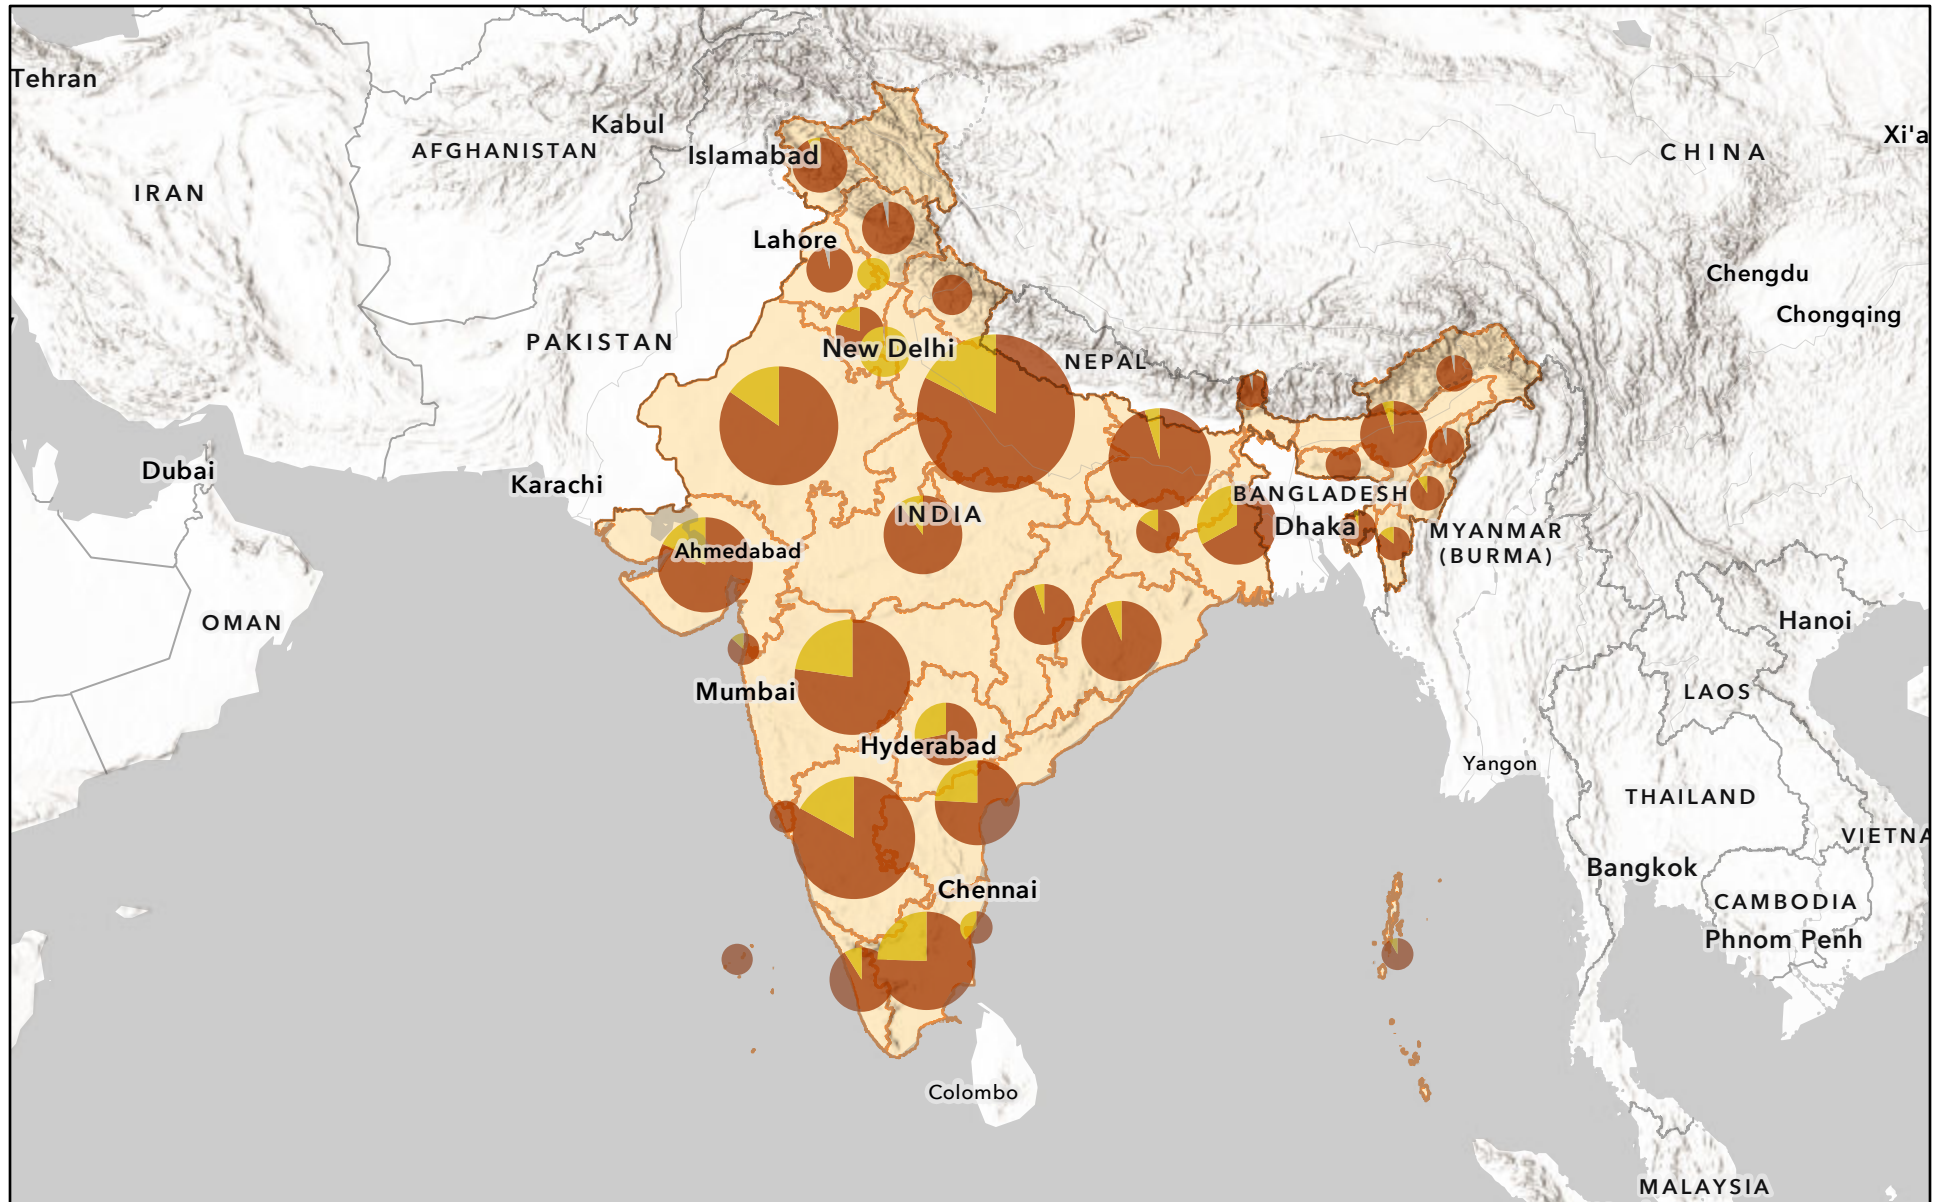 Tehran
Kabul
AFGHANISTAN
Islamabad
CHINA
Xi'a
IRAN
Lahore
Chengdu
Chongqing
PAKISTAN
New Delhi
NEPAL
Dubai
Karachi
INDIA
BANGLADESH
Dhaka
MYANMAR
(BURMA)
Ahmedabad
OMAN
Hanoi
Mumbai
LAOS
Hyderabad
Yangon
THAILAND
VIETNA
Bangkok
Chennai
CAMBODIA
Phnom Penh
Colombo
MALAYSIA